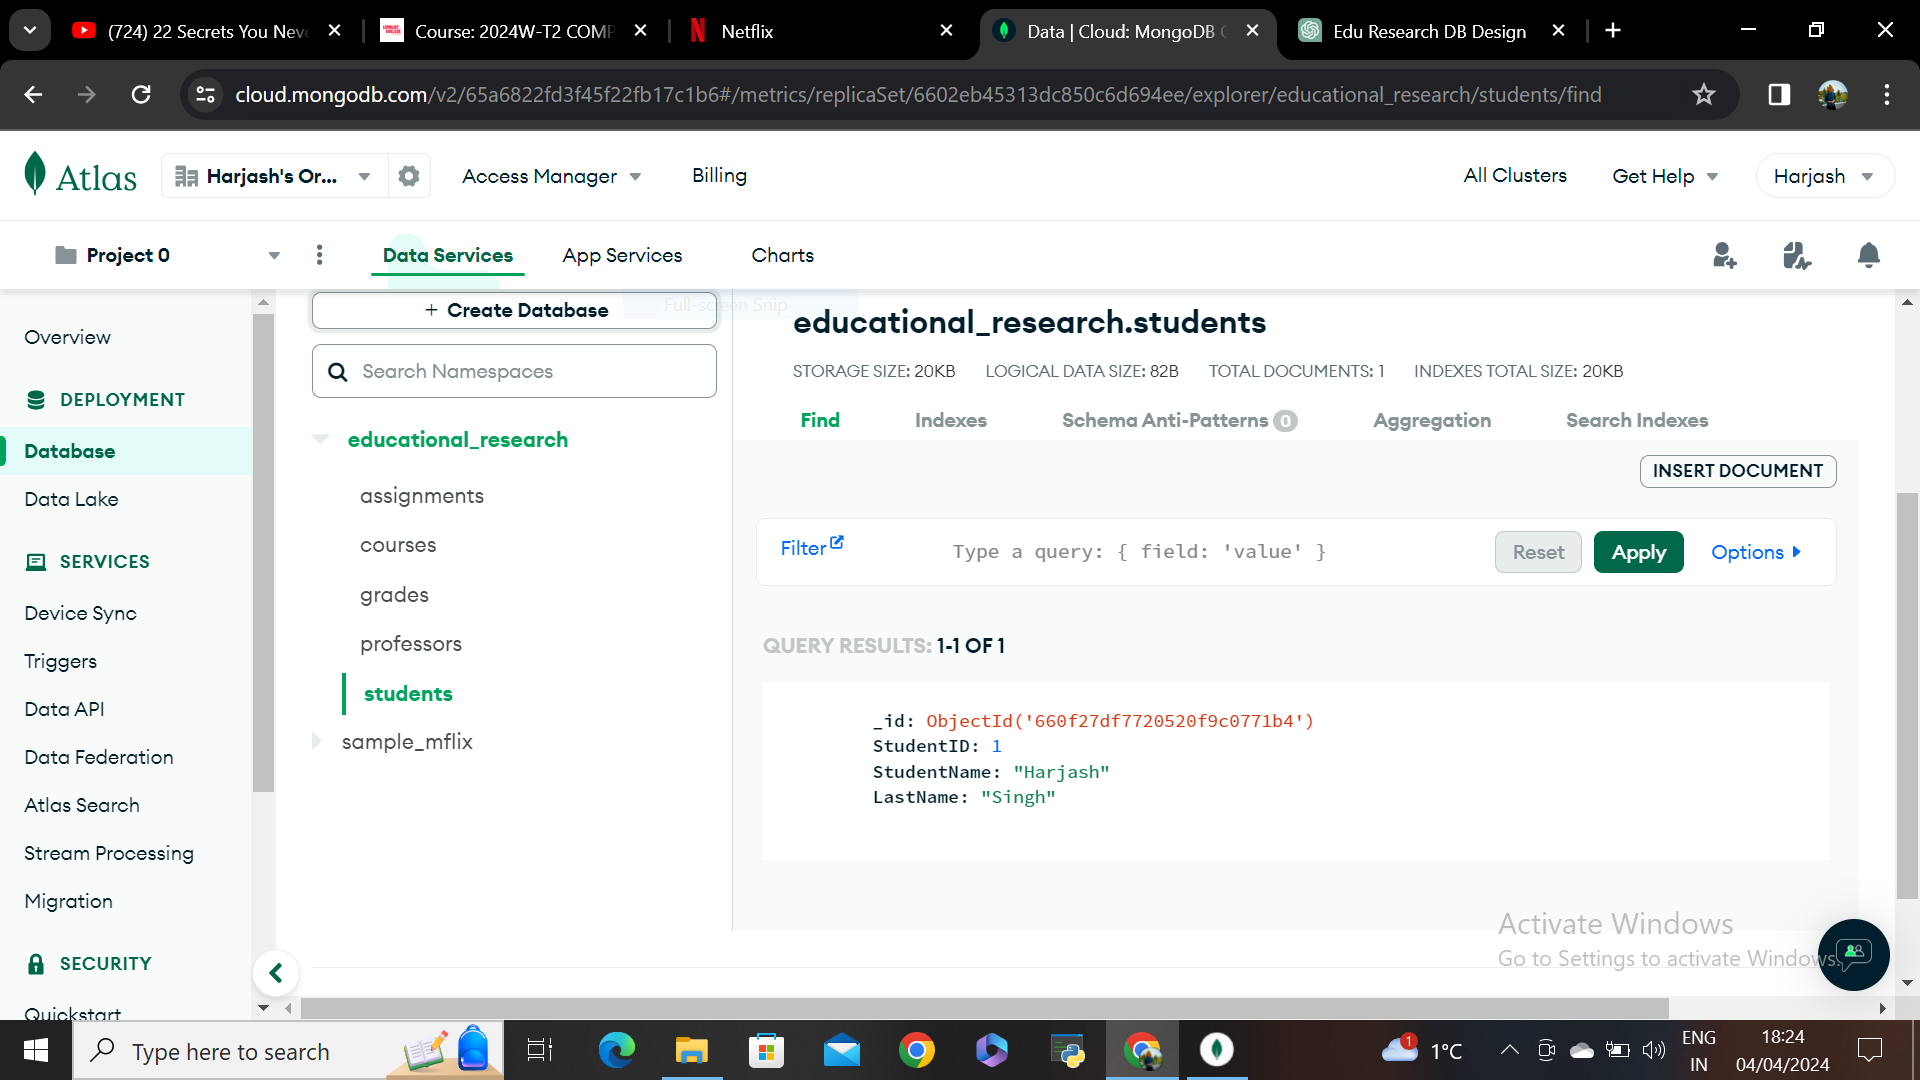 (724) 22 Secrets You Neve
Course: 2024W-T2 COMP
Netflix
Data | Cloud: MongoDB C
Edu Research DB Design
cloud.mongodb.com/v2/65a6822fd3f45f22fb17c1b6#/metrics/replicaSet/6602eb45313dc850c6d694ee/explorer/educational_research/students/find
Atlas
Harjash's Or...
Access Manager
Billing
All Clusters
Get Help
Harjash
Project 0
Data Services
App Services
Charts
Overview
DEPLOYMENT
Database
Data Lake
SERVICES
Device Sync
Triggers
Data API
Data Federation
Atlas Search
Stream Processing
Migration
SECURITY
Quickstart
+ Create Database
Full-screen Snip
Search Namespaces
educational_research
assignments
courses
grades
professors
students
sample_mflix
educational_research.students
STORAGE SIZE: 20KB LOGICAL DATA SIZE: 82B TOTAL DOCUMENTS: 1 INDEXES TOTAL SIZE: 20KB
Find
Indexes
Schema Anti-Patterns 0
Aggregation
Search Indexes
INSERT DOCUMENT
Filter
Type a query: { field: 'value' }
Reset
Apply
Options
QUERY RESULTS: 1-1 OF 1
_id: ObjectId('660f27df7720520f9c0771b4')
StudentID: 1
StudentName: "Harjash"
LastName: "Singh"
Activate Windows
Go to Settings to activate Windows.
Type here to search
1
1°C
ENG
IN
18:24
04/04/2024